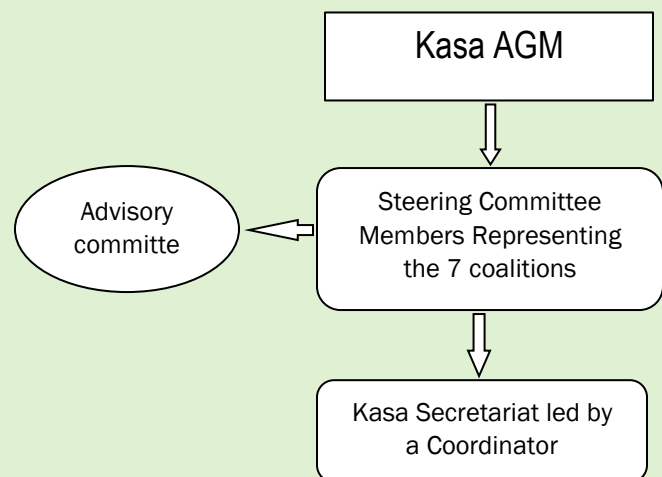 Kasa AGM
Steering Committee
Members Representing
the 7 coalitions
Advisory
committe
Kasa Secretariat led by
a Coordinator